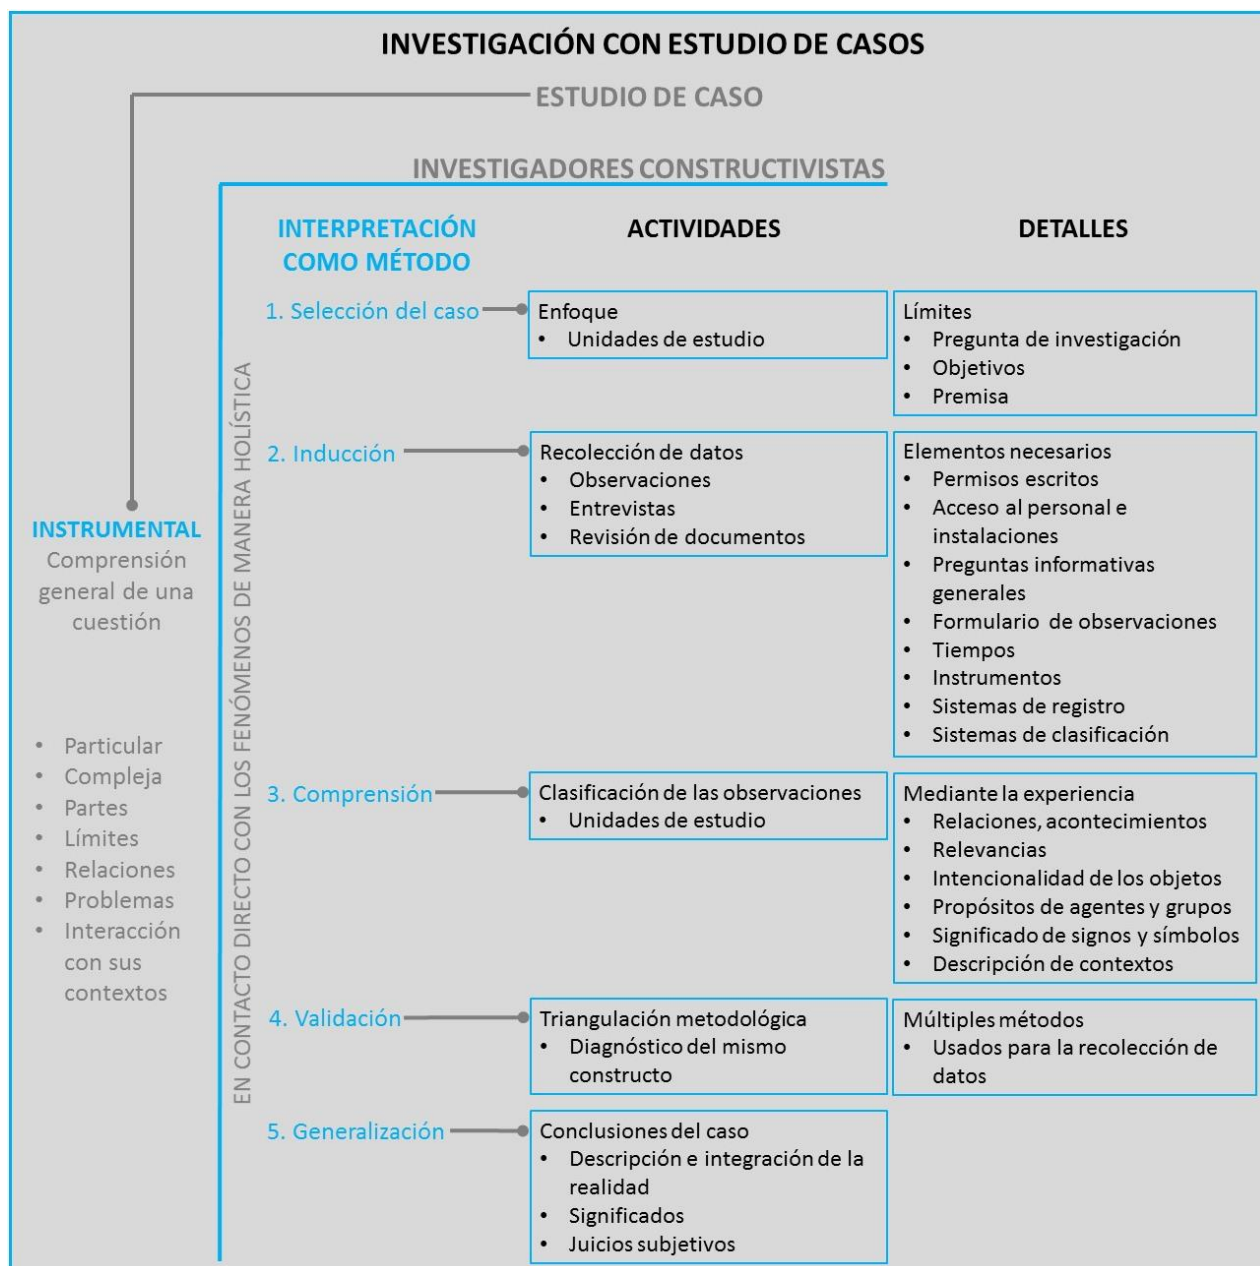 INVESTIGACIÓN CON ESTUDIO DE CASOS
ESTUDIO DE CASO
INVESTIGADORES CONSTRUCTIVISTAS
INSTRUMENTAL
Comprensión
general de una
cuestión
• Particular
• Compleja
• Partes
• Límites
• Relaciones
• Problemas
• Interacción
con sus
contextos
EN CONTACTO DIRECTO CON LOS FENÓMENOS DE MANERA HOLÍSTICA
INTERPRETACIÓN
COMO MÉTODO
ACTIVIDADES
DETALLES
1. Selección del caso
Enfoque
• Unidades de estudio
Límites
• Pregunta de investigación
• Objetivos
• Premisa
2. Inducción
Recolección de datos
• Observaciones
• Entrevistas
• Revisión de documentos
Elementos necesarios
• Permisos escritos
• Acceso al personal e
instalaciones
• Preguntas informativas
generales
• Formulario de observaciones
• Tiempos
• Instrumentos
• Sistemas de registro
• Sistemas de clasificación
3. Comprensión
Clasificación de las observaciones
• Unidades de estudio
Mediante la experiencia
• Relaciones, acontecimientos
• Relevancias
• Intencionalidad de los objetos
• Propósitos de agentes y grupos
• Significado de signos y símbolos
• Descripción de contextos
4. Validación
Triangulación metodológica
• Diagnóstico del mismo
constructo
Múltiples métodos
• Usados para la recolección de
datos
5. Generalización
Conclusiones del caso
• Descripción e integración de la
realidad
• Significados
• Juicios subjetivos